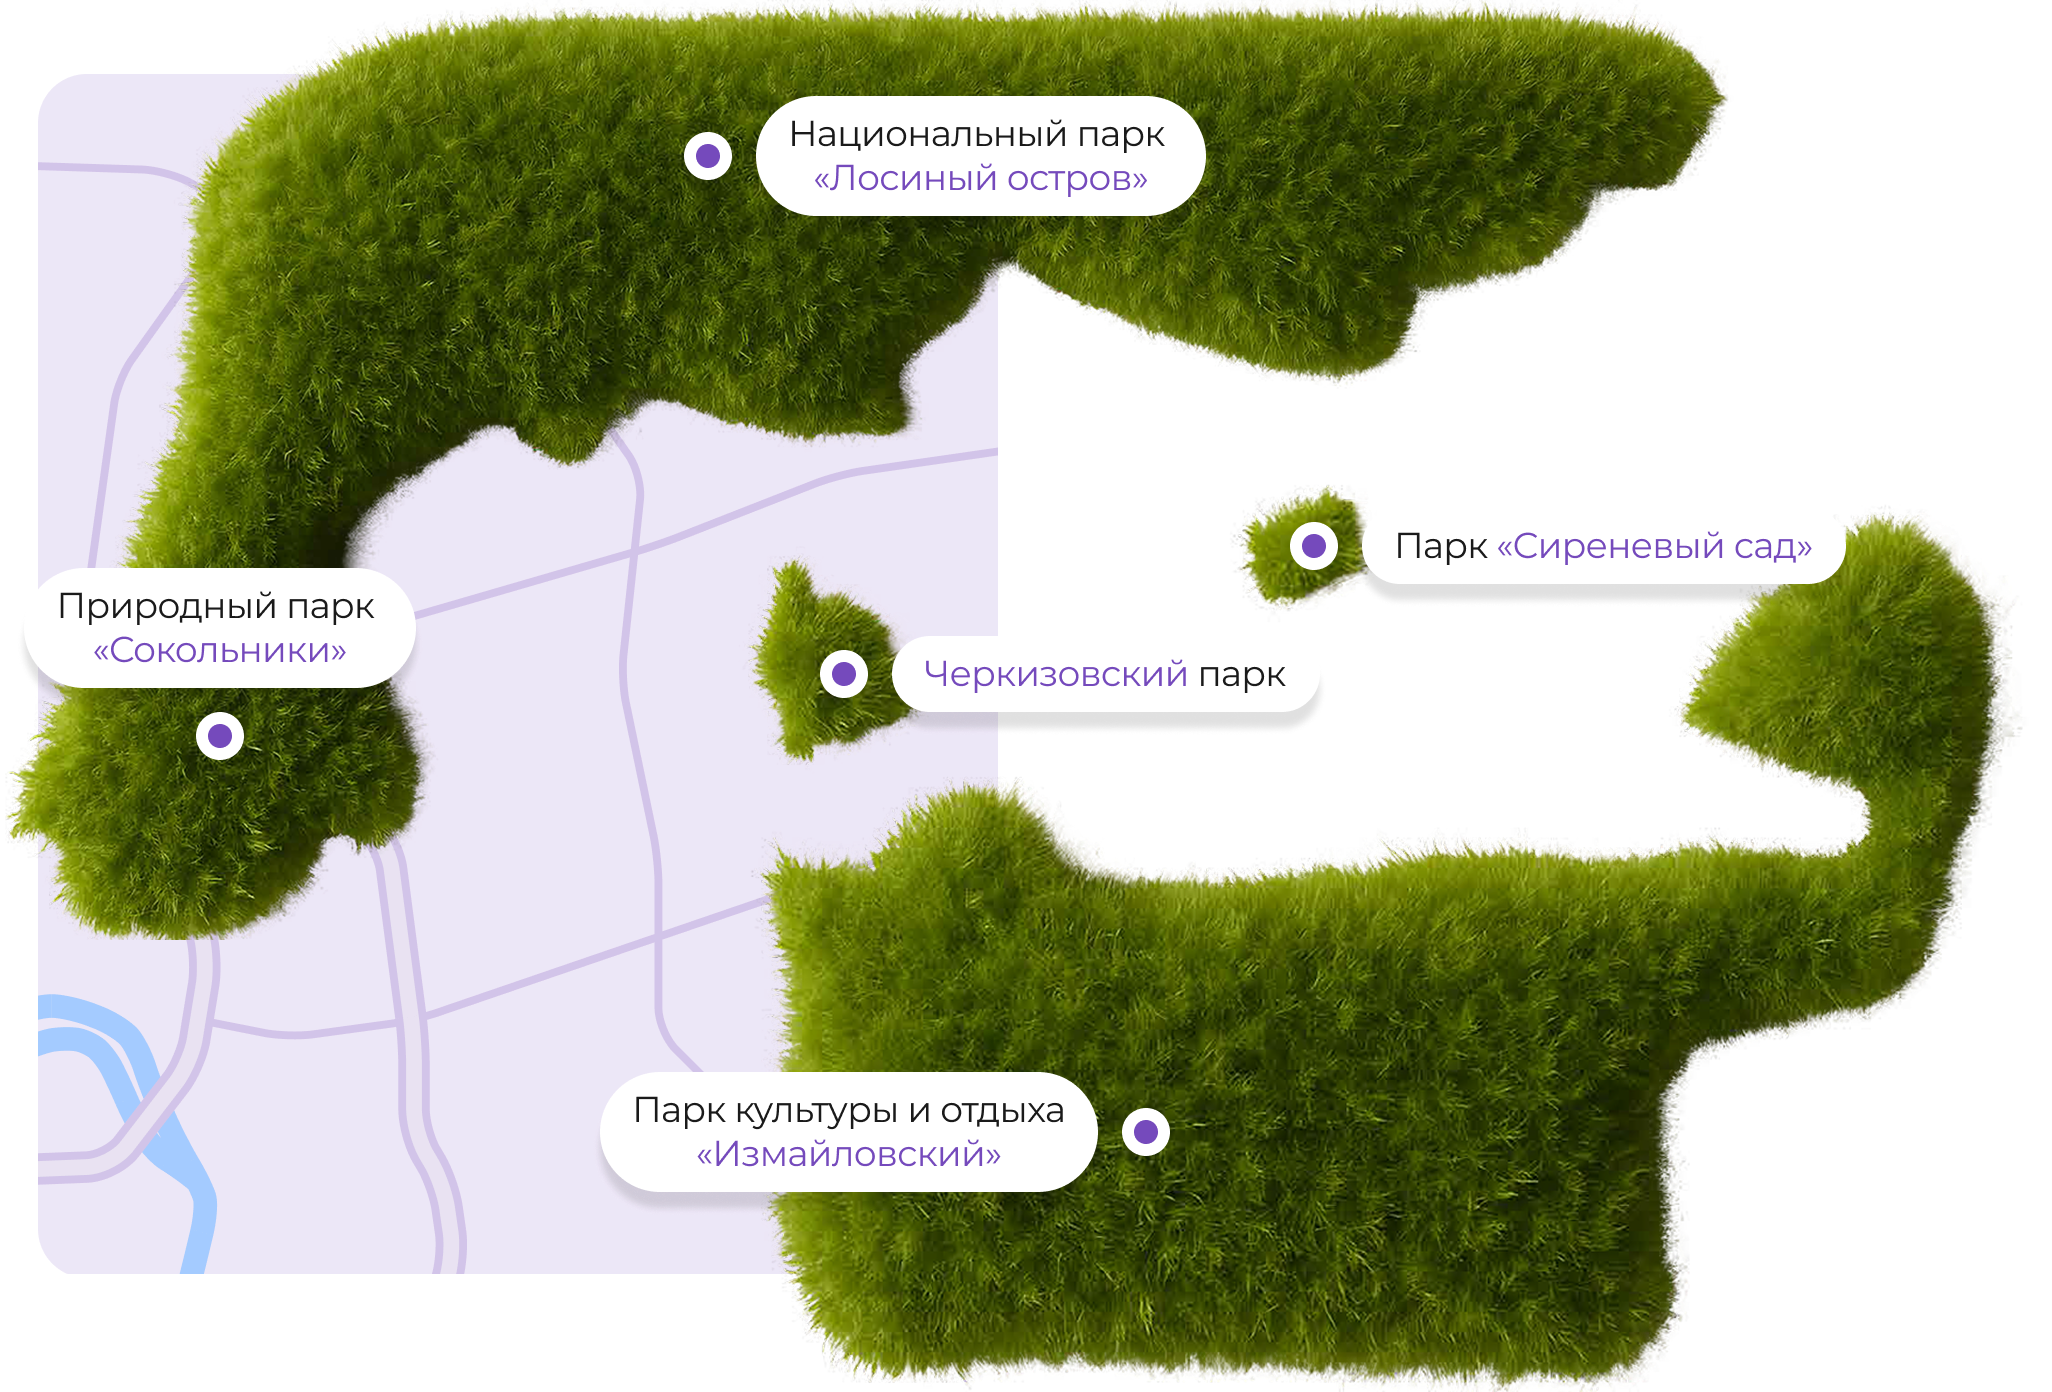 Национальный парк
«Лосиный остров»
Парк «Сиреневый сад»
Природный парк
«Сокольники»
Черкизовский парк
Парк культуры и отдыха
«Измайловский»